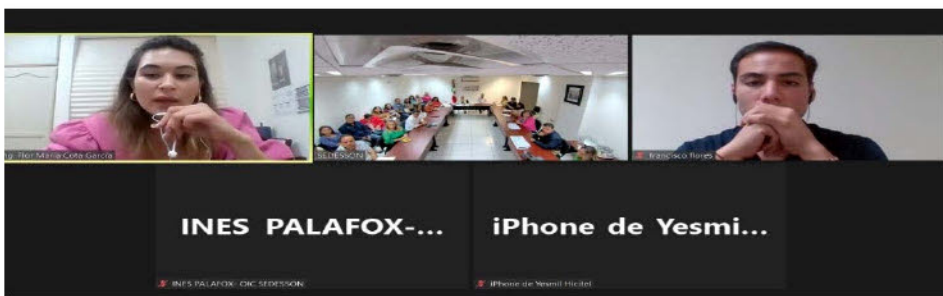 Ing. Flor María Cota García
SEDESSON
francisco flores
INES PALAFOX-...
iPhone de Yesmi...
INES PALAFOX- OIC SEDESSON
iPhone de Yesmil